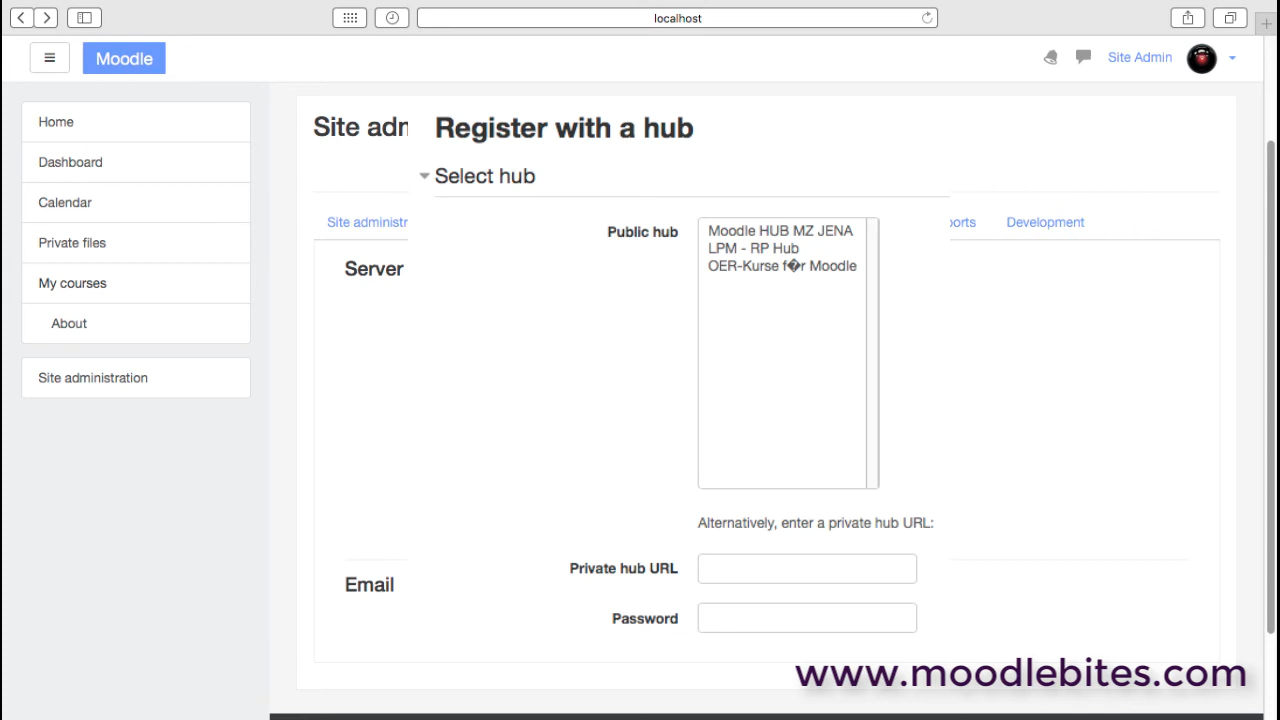 localhost
Moodle
Site Admin
Home
Dashboard
Calendar
Private files
My courses
About
Site administration
Site adm
Register with a hub
Select hub
Site administr
orts
Development
Server
Public hub
Moodle HUB MZ JENA
LPM - RP Hub
OER-Kurse f�r Moodle
Alternatively, enter a private hub URL:
Private hub URL
Email
Password
www.moodlebites.com